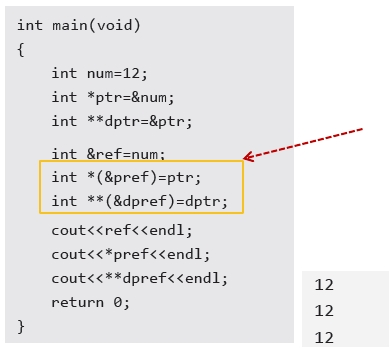 int main(void)
{
int num=12;
int *ptr=&num;
int **dptr=&ptr;
int &ref=num;
int *(&pref)=ptr;
int **(&dpref)=dptr;
cout<<ref<<endl;
cout<<*pref<<endl;
cout<<**dpref<<endl;
return 0;
}
12
12
12